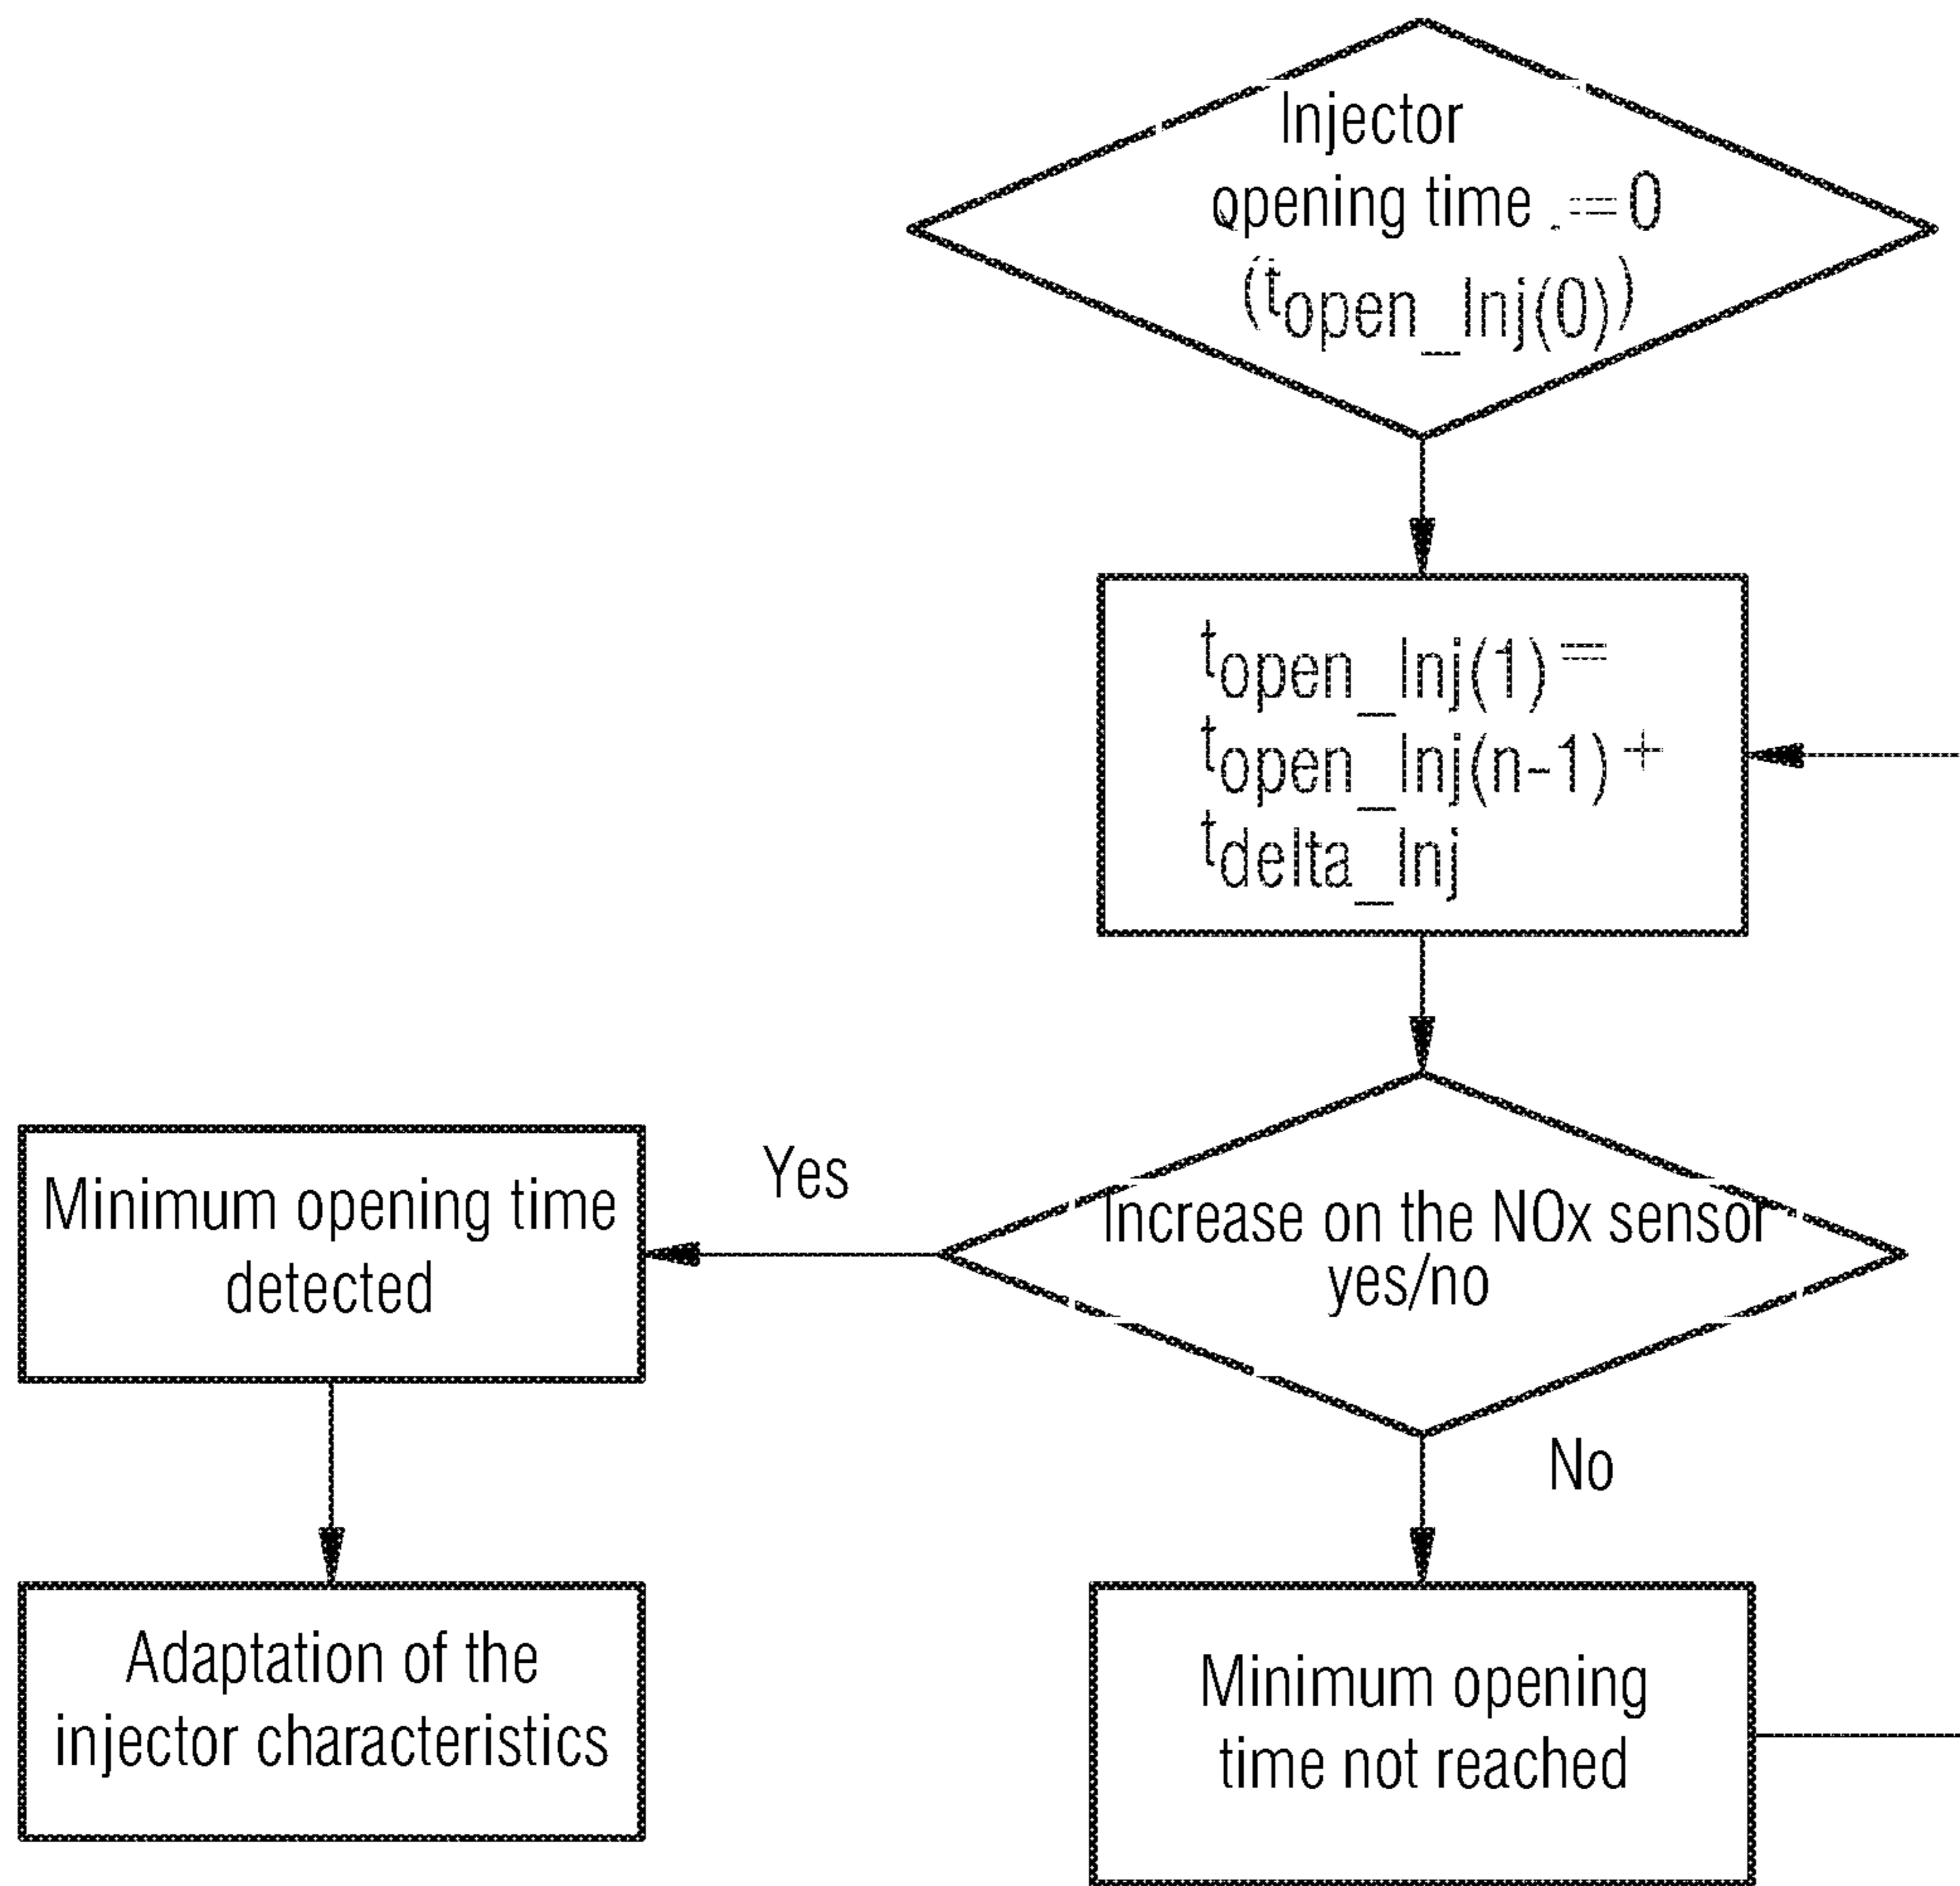 Injector
opening time :=0
(topen_Inj(0))
topen_Inj(1)=
topen_Inj(n-1)+
tdelta_Inj
Yes
Minimum opening time
detected
Increase on the NOx sensor
yes/no
No
Adaptation of the
injector characteristics
Minimum opening
time not reached